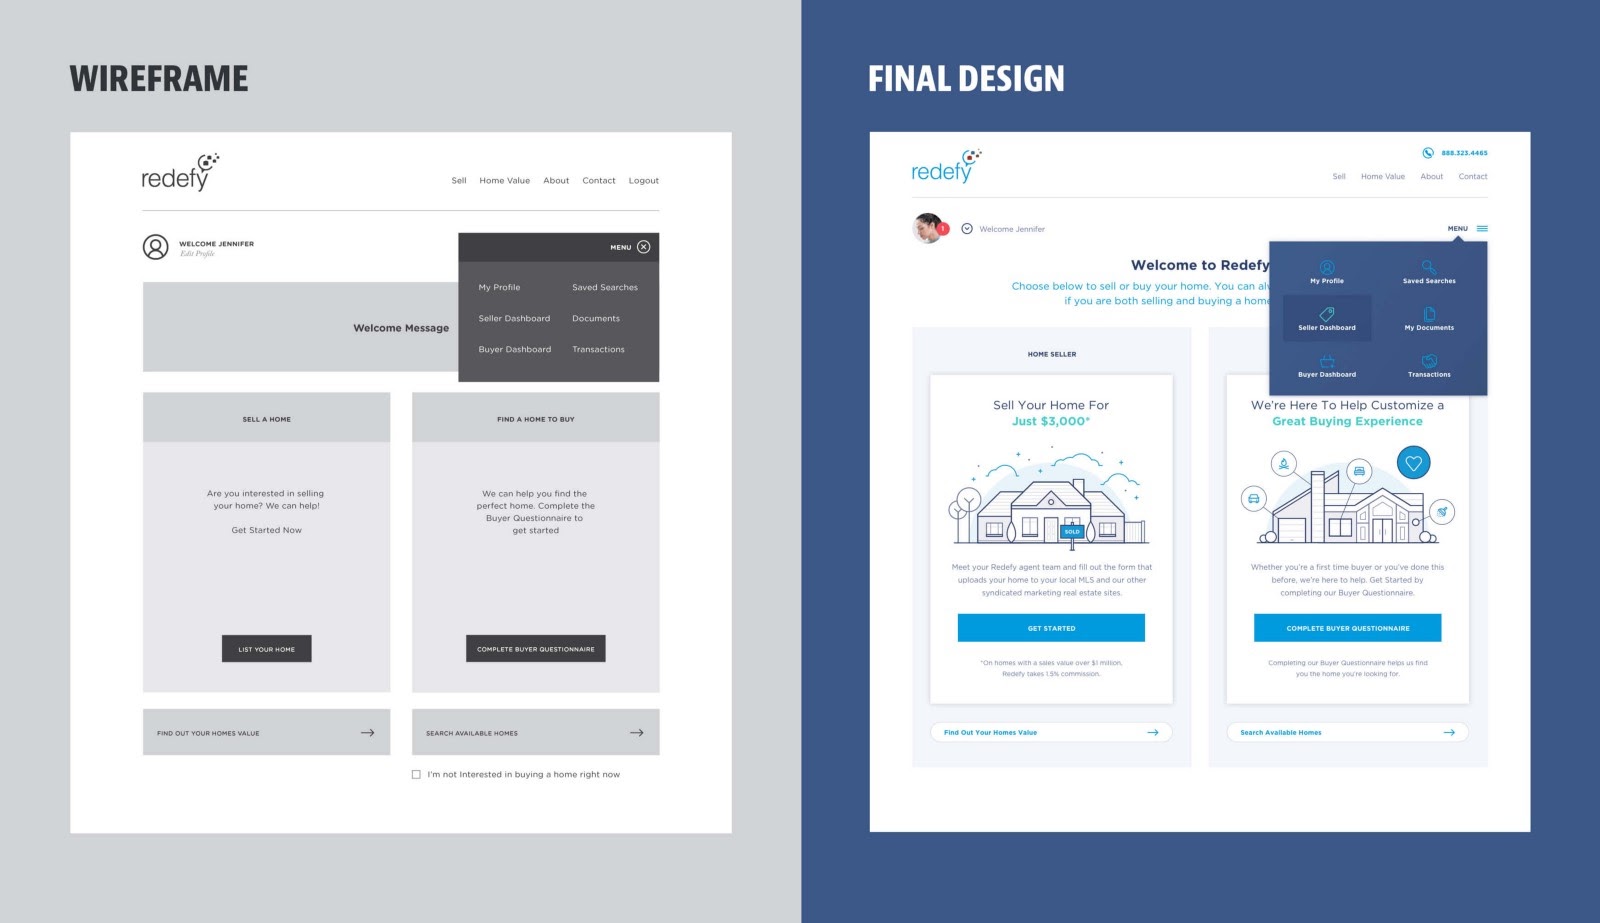 WIREFRAME
redefy
Sell Home Value About Contact Logout
WELCOME JENNIFER
Edit Profile
MENU
My Profile Saved Searches
Seller Dashboard Documents
Buyer Dashboard Transactions
Welcome Message
SELL A HOME
Are you interested in selling
your home? We can help!
Get Started Now
LIST YOUR HOME
FIND OUT YOUR HOMES VALUE
FIND A HOME TO BUY
We can help you find the
perfect home. Complete the
Buyer Questionnaire to
get started
COMPLETE BUYER QUESTIONNAIRE
SEARCH AVAILABLE HOMES
I'm not Interested in buying a home right now
FINAL DESIGN
redefy
888.323.4465
Sell Home Value About Contact
1
Welcome Jennifer
MENU
My Profile Saved Searches
Seller Dashboard My Documents
Buyer Dashboard Transactions
Welcome to Redefy
Choose below to sell or buy your home. You can
if you are both selling and buying a home
HOME SELLER
Sell Your Home For
Just $3,000*
SOLD
Meet your Redefy agent team and fill out the form that
uploads your home to your local MLS and our other
syndicated marketing real estate sites.
GET STARTED
*On homes with a sales value over $1 million,
Redefy takes 1.5% commission.
Find Out Your Homes Value
We're Here To Help Customize a
Great Buying Experience
Whether you're a first time buyer or you've done this
before, we're here to help. Get Started by
completing our Buyer Questionnaire.
COMPLETE BUYER QUESTIONNAIRE
Completing our Buyer Questionnaire helps us find
you the home you're looking for.
Search Available Homes